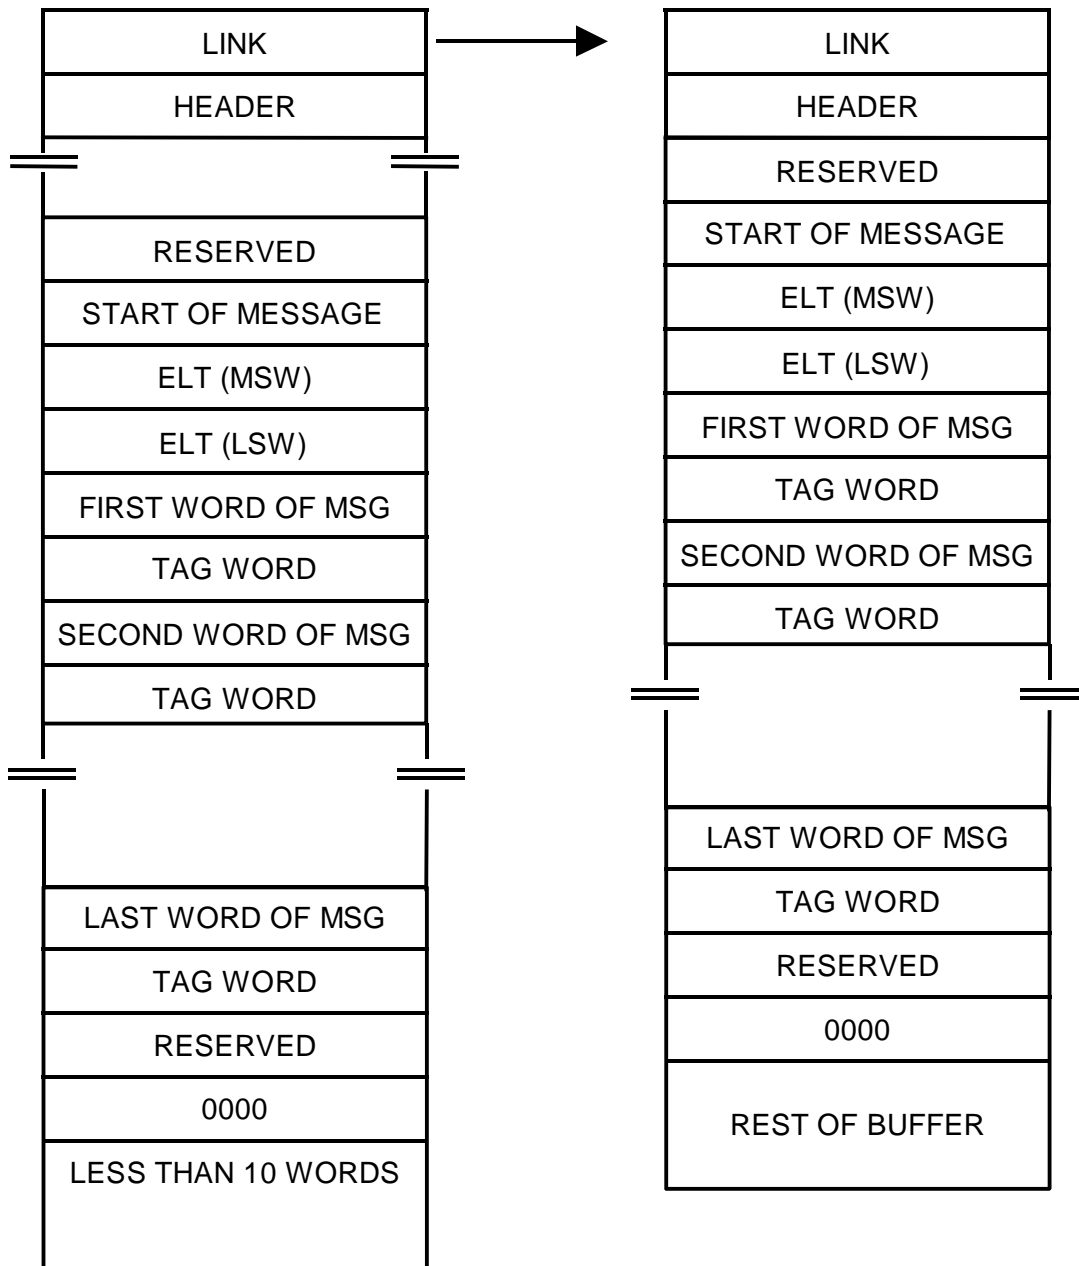 LINK
HEADER
RESERVED
START OF MESSAGE
ELT (MSW)
ELT (LSW)
FIRST WORD OF MSG
TAG WORD
SECOND WORD OF MSG
TAG WORD
LAST WORD OF MSG
TAG WORD
RESERVED
0000
LESS THAN 10 WORDS
LINK
HEADER
RESERVED
START OF MESSAGE
ELT (MSW)
ELT (LSW)
FIRST WORD OF MSG
TAG WORD
SECOND WORD OF MSG
TAG WORD
LAST WORD OF MSG
TAG WORD
RESERVED
0000
REST OF BUFFER